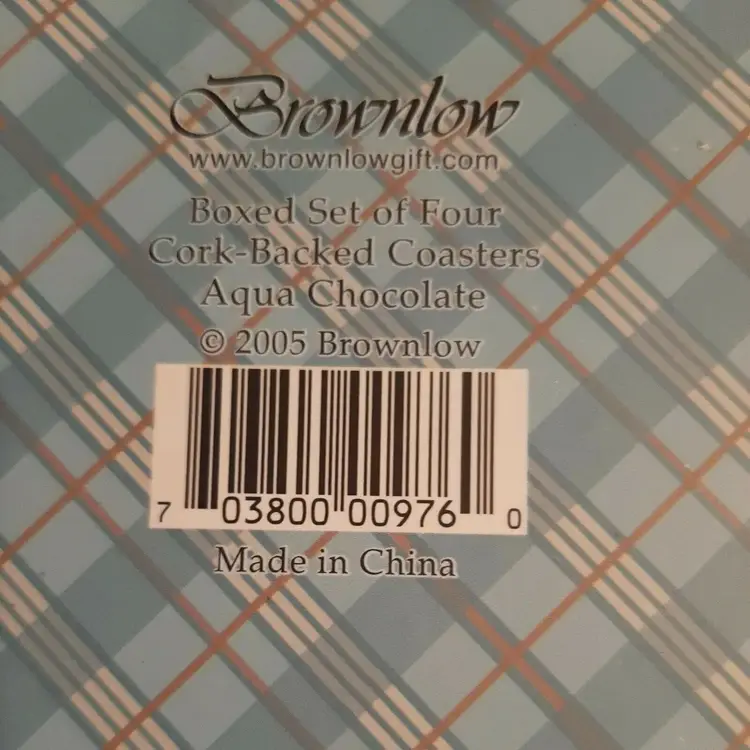 Brownlow
www.brownlowgift.com
Boxed Set of Four
Cork-Backed Coasters
Aqua Chocolate
© 2005 Brownlow
7 03800 00976 0
Made in China